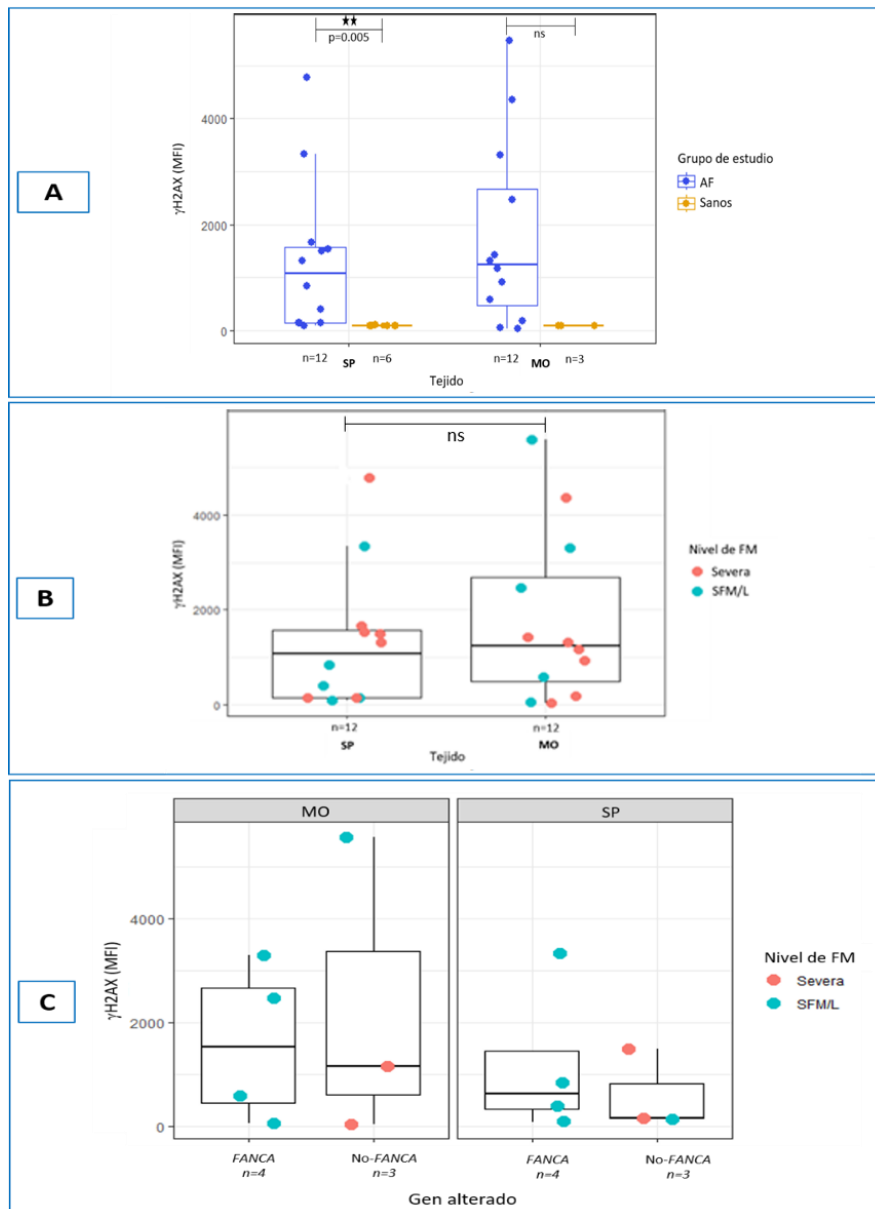 A
★★
p=0.005
ns
γH2AX (MFI)
4000
2000
0
n=12
n=6
n=12
n=3
SP
MO
Tejido
Grupo de estudio
AF
Sanos
B
ns
γH2AX (MFI)
4000
2000
0
n=12
n=12
SP
MO
Tejido
Nivel de FM
Severa
SFM/L
C
MO
SP
γH2AX (MFI)
4000
2000
0
FANCA
No-FANCA
FANCA
No-FANCA
n=4
n=3
n=4
n=3
Gen alterado
Nivel de FM
Severa
SFM/L